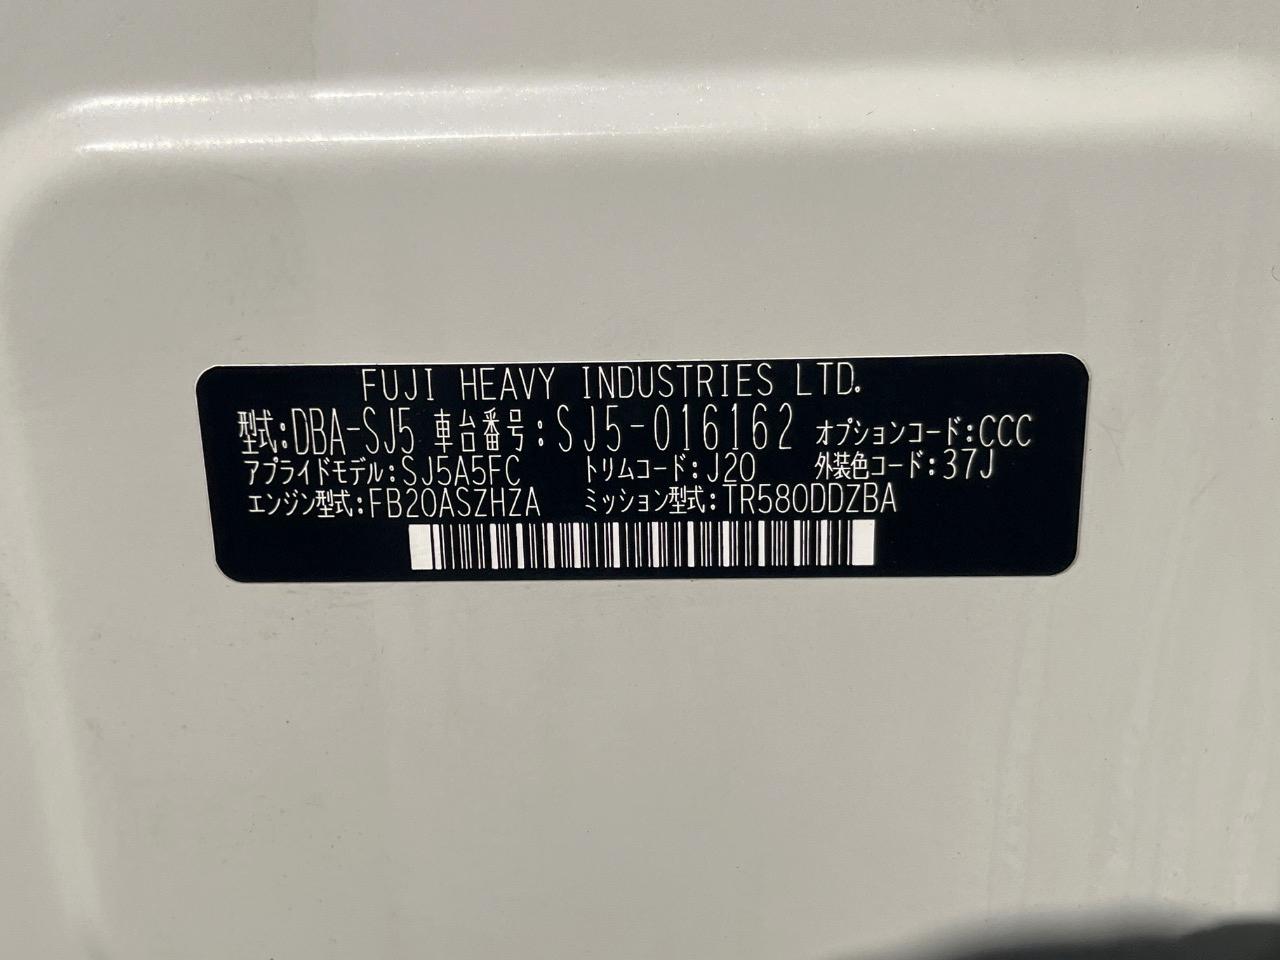 FUJI HEAVY INDUSTRIES LTD.
型式:DBA-SJ5 車台番号:SJ5-016162 オプションコード:CCC
アプライドモデル:SJ5A5FC トリムコード:J20 外装色コード:37J
エンジン型式:FB20ASZHZA ミッション型式:TR580DDZBA